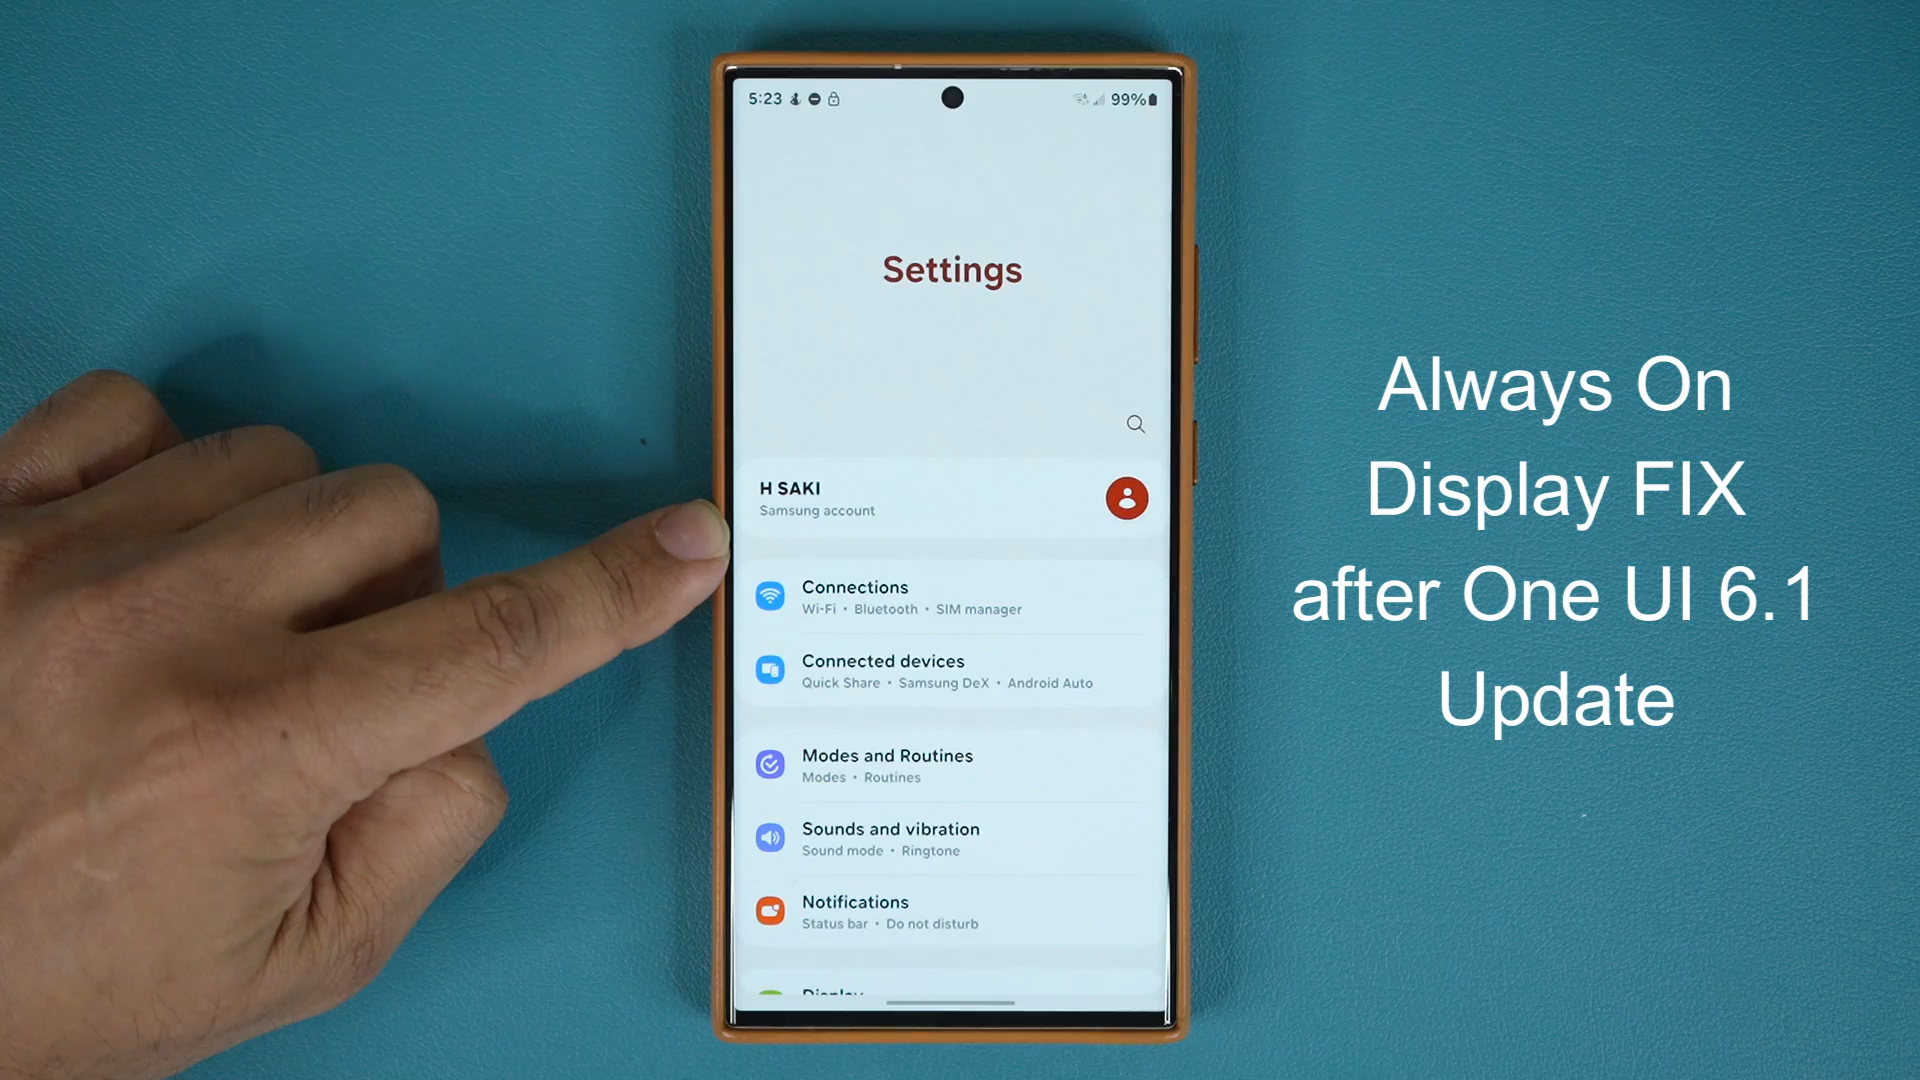 5:23
99%
Settings
H SAKI
Samsung account
Connections
Wi-Fi • Bluetooth • SIM manager
Connected devices
Quick Share • Samsung DeX • Android Auto
Modes and Routines
Modes • Routines
Sounds and vibration
Sound mode • Ringtone
Notifications
Status bar • Do not disturb
Display
Always On
Display FIX
after One UI 6.1
Update